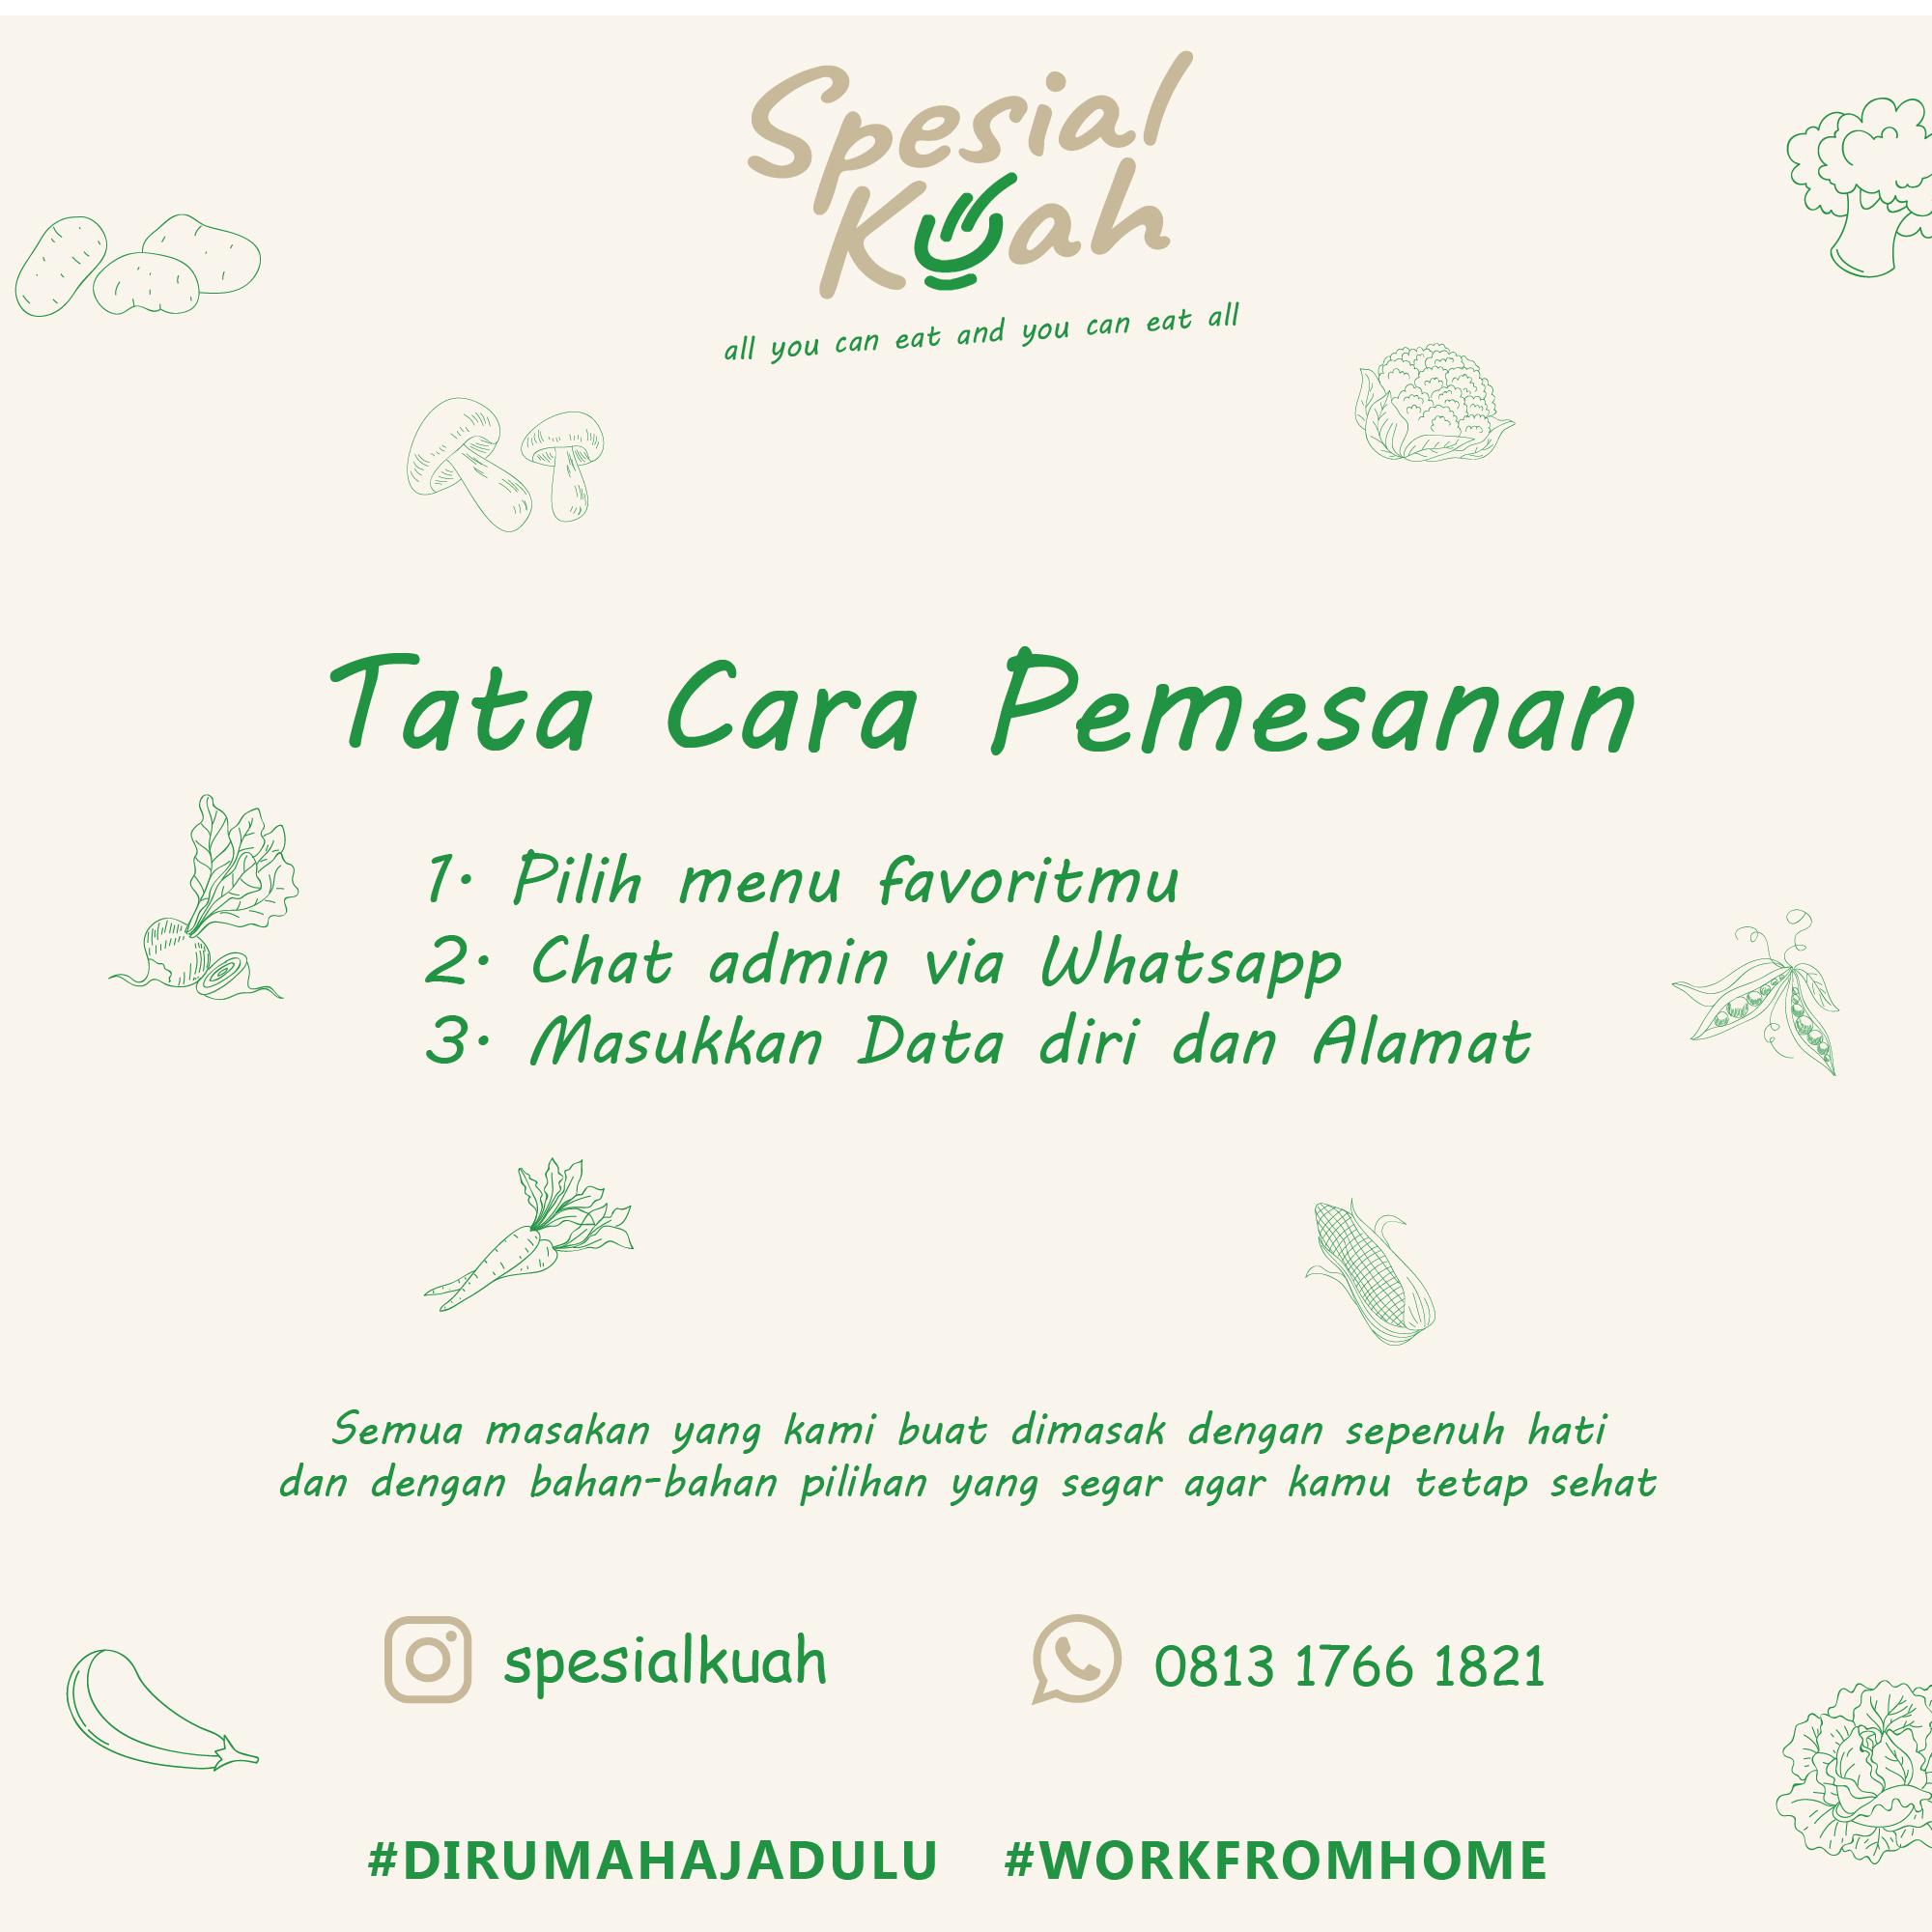 Spesial
Kuah
all you can eat and you can eat all
Tata Cara Pemesanan
1. Pilih menu favoritmu
2. Chat admin via Whatsapp
3. Masukkan Data diri dan Alamat
Semua masakan yang kami buat dimasak dengan sepenuh hati
dan dengan bahan-bahan pilihan yang segar agar kamu tetap sehat
spesialkuah
0813 1766 1821
#DIRUMAHAJADULU #WORKFROMHOME